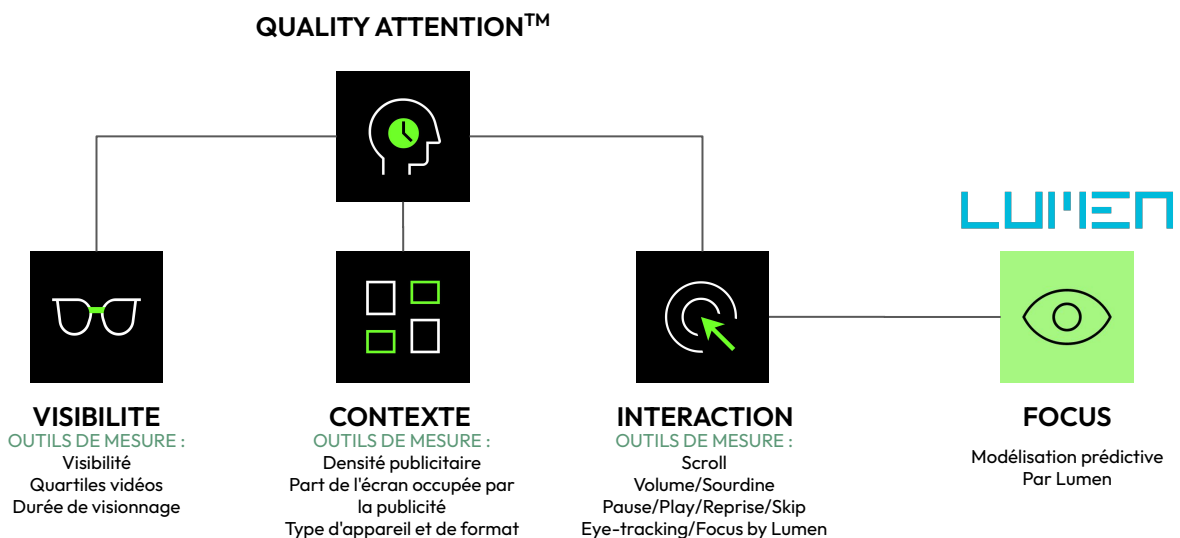 QUALITY ATTENTION™
LUMEN
VISIBILITE
OUTILS DE MESURE :
Visibilité
Quartiles vidéos
Durée de visionnage
CONTEXTE
OUTILS DE MESURE :
Densité publicitaire
Part de l'écran occupée par
la publicité
Type d'appareil et de format
INTERACTION
OUTILS DE MESURE :
Scroll
Volume/Sourdine
Pause/Play/Reprise/Skip
Eye-tracking/Focus by Lumen
FOCUS
Modélisation prédictive
Par Lumen